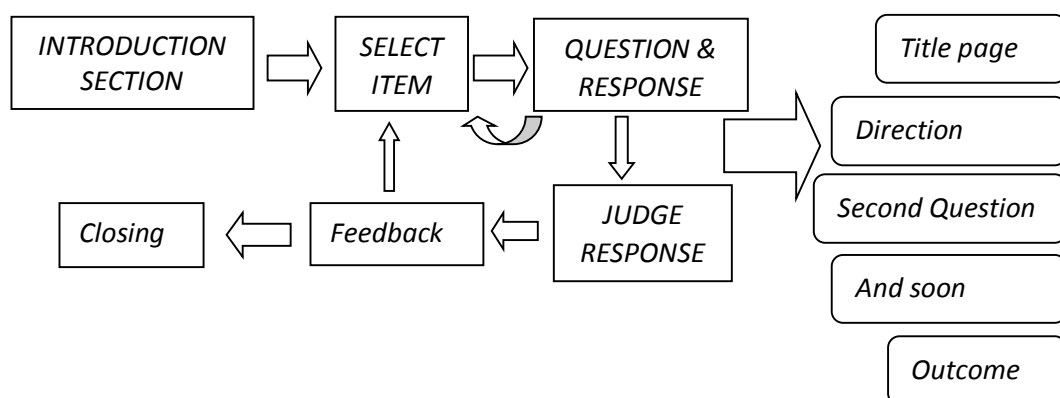 INTRODUCTION
SECTION
SELECT
ITEM
QUESTION &
RESPONSE
Closing
Feedback
JUDGE
RESPONSE
Title page
Direction
Second Question
And soon
Outcome